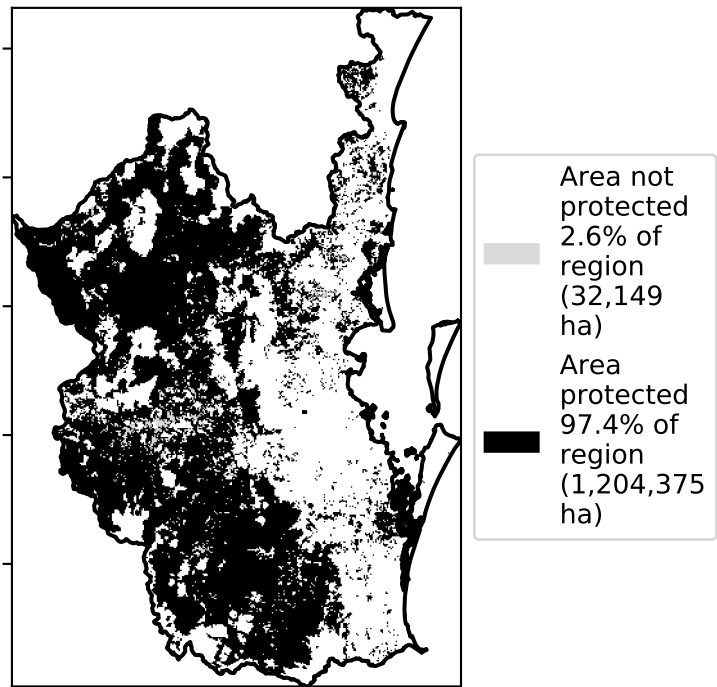 Area not
protected
2.6% of
region
(32,149
ha)
Area
protected
97.4% of
region
(1,204,375
ha)